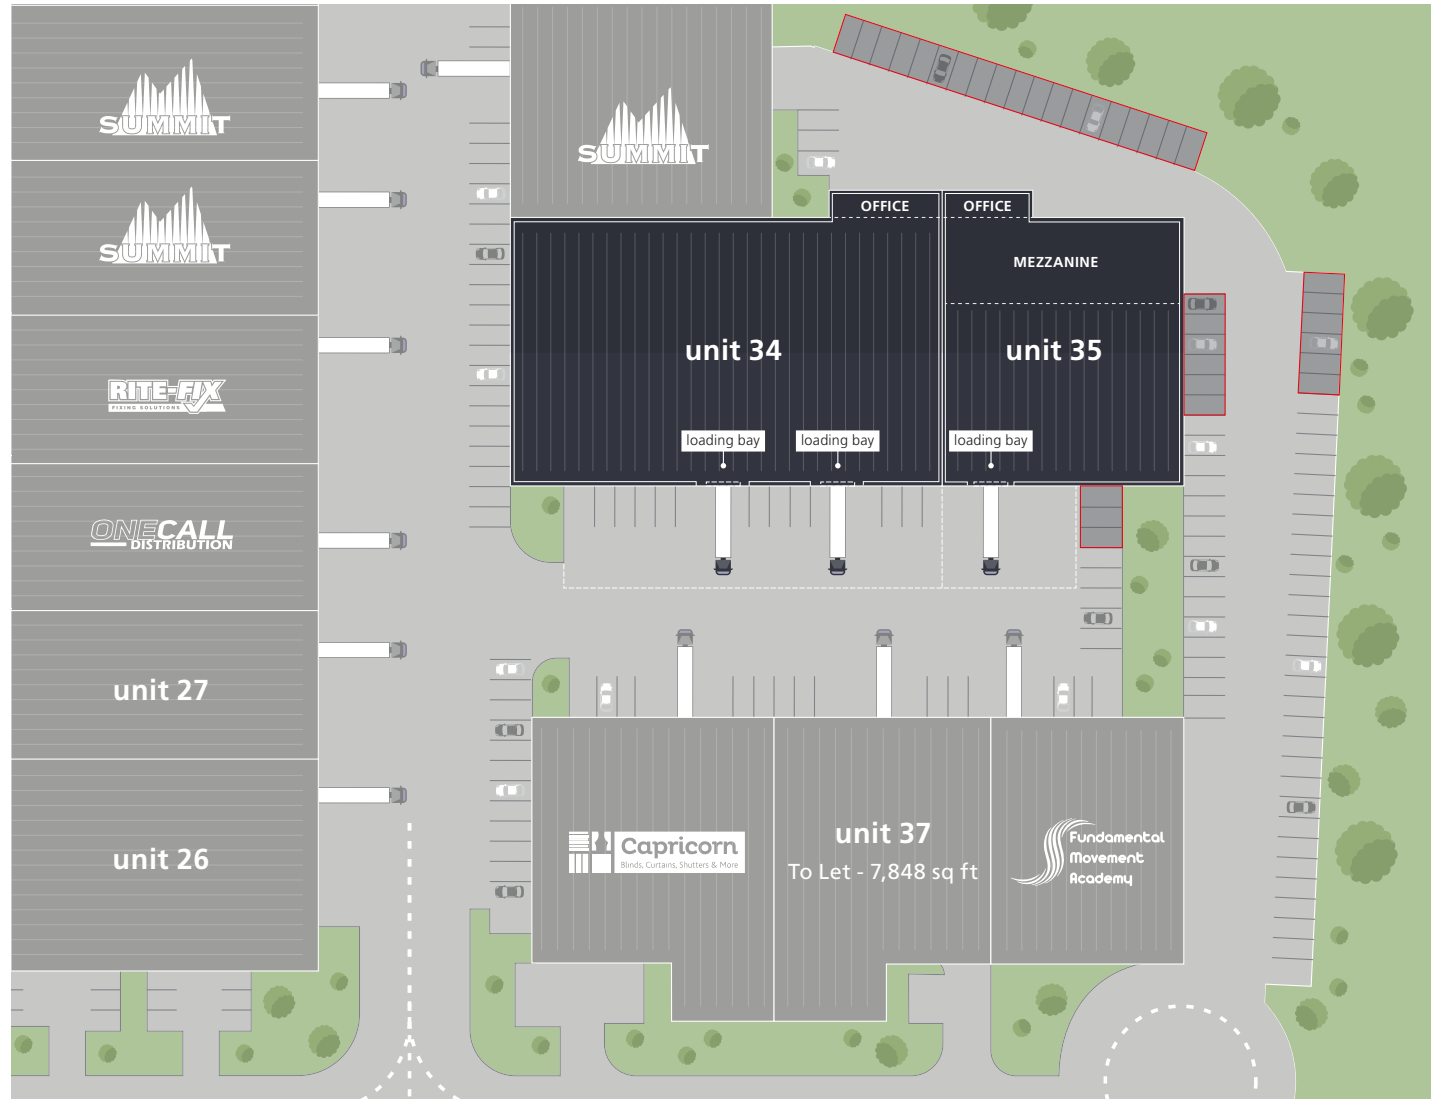 SUMMIT
SUMMIT
SUMMIT
OFFICE
OFFICE
MEZZANINE
unit 34
unit 35
RITE-FIX
FIXING SOLUTIONS
loading bay
loading bay
loading bay
ONECALL
DISTRIBUTION
unit 27
unit 26
Capricorn
Blinds, Curtains, Shutters & More
unit 37
To Let - 7,848 sq ft
Fundamental
Movement
Academy